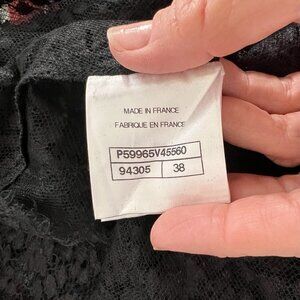 MADE IN FRANCE
FABRIQUE EN FRANCE
P59965V45560
94305 38